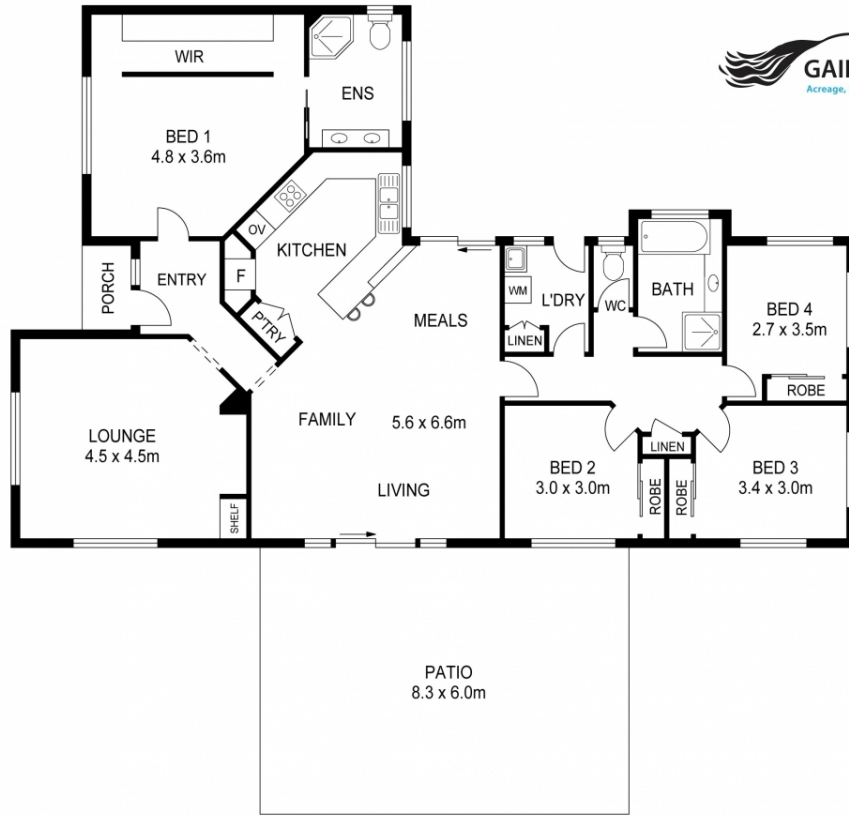 WIR
ENS
BED 1
4.8 x 3.6m
GAIL
Acreage,
OV
KITCHEN
F
PTRY
ENTRY
PORCH
MEALS
WM
L'DRY
LINEN
WC
BATH
BED 4
2.7 x 3.5m
ROBE
LOUNGE
4.5 x 4.5m
SHELF
FAMILY
5.6 x 6.6m
LIVING
BED 2
3.0 x 3.0m
ROBE
LINEN
ROBE
BED 3
3.4 x 3.0m
PATIO
8.3 x 6.0m